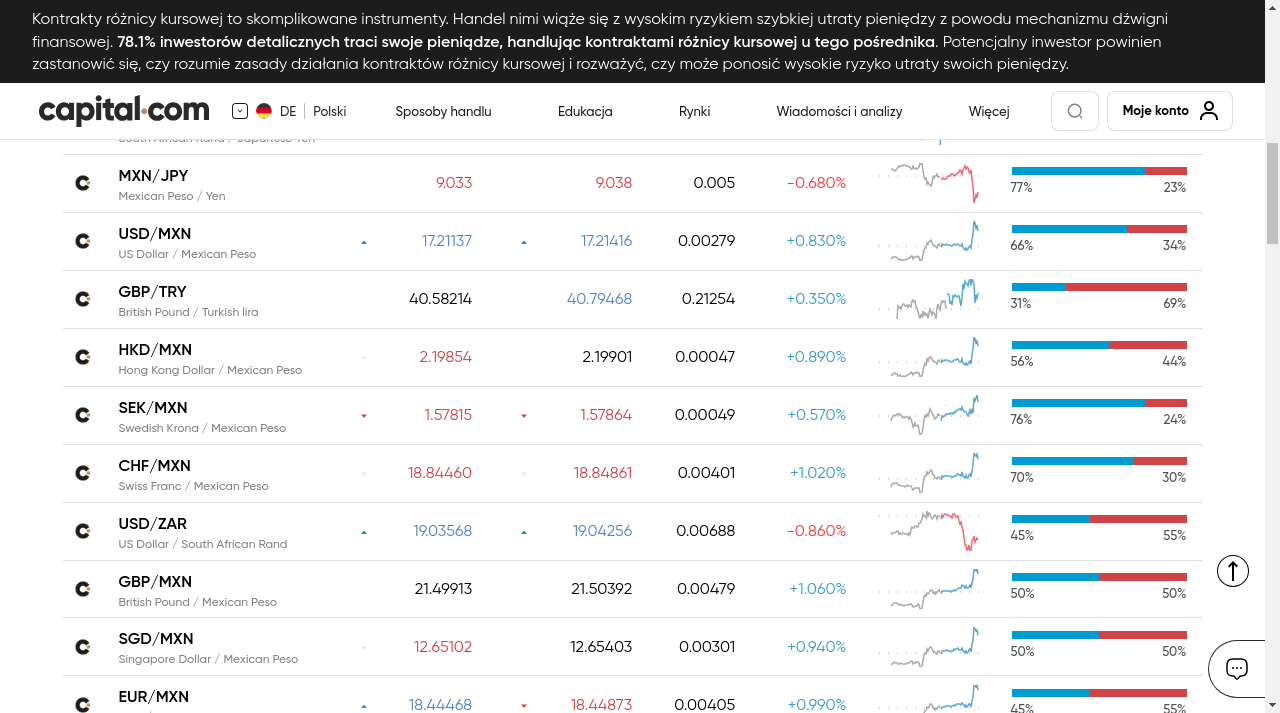 Kontrakty różnicy kursowej to skomplikowane instrumenty. Handel nimi wiąże się z wysokim ryzykiem szybkiej utraty pieniędzy z powodu mechanizmu dźwigni
finansowej. 78.1% inwestorów detalicznych traci swoje pieniądze, handlując kontraktami różnicy kursowej u tego pośrednika. Potencjalny inwestor powinien
zastanowić się, czy rozumie zasady działania kontraktów różnicy kursowej i rozważyć, czy może ponosić wysokie ryzyko utraty swoich pieniędzy.
capital.com DE Polski Sposoby handlu Edukacja Rynki Wiadomości i analizy Więcej Moje konto
South African Rand / Japanese Yen
MXN/JPY 9.033 9.038 0.005 -0.680%
Mexican Peso / Yen 77% 23%
USD/MXN 17.21137 17.21416 0.00279 +0.830%
US Dollar / Mexican Peso 66% 34%
GBP/TRY 40.58214 40.79468 0.21254 +0.350%
British Pound / Turkish lira 31% 69%
HKD/MXN 2.19854 2.19901 0.00047 +0.890%
Hong Kong Dollar / Mexican Peso 56% 44%
SEK/MXN 1.57815 1.57864 0.00049 +0.570%
Swedish Krona / Mexican Peso 76% 24%
CHF/MXN 18.84460 18.84861 0.00401 +1.020%
Swiss Franc / Mexican Peso 70% 30%
USD/ZAR 19.03568 19.04256 0.00688 -0.860%
US Dollar / South African Rand 45% 55%
GBP/MXN 21.49913 21.50392 0.00479 +1.060%
British Pound / Mexican Peso 50% 50%
SGD/MXN 12.65102 12.65403 0.00301 +0.940%
Singapore Dollar / Mexican Peso 50% 50%
EUR/MXN 18.44468 18.44873 0.00405 +0.990%
45% 55%